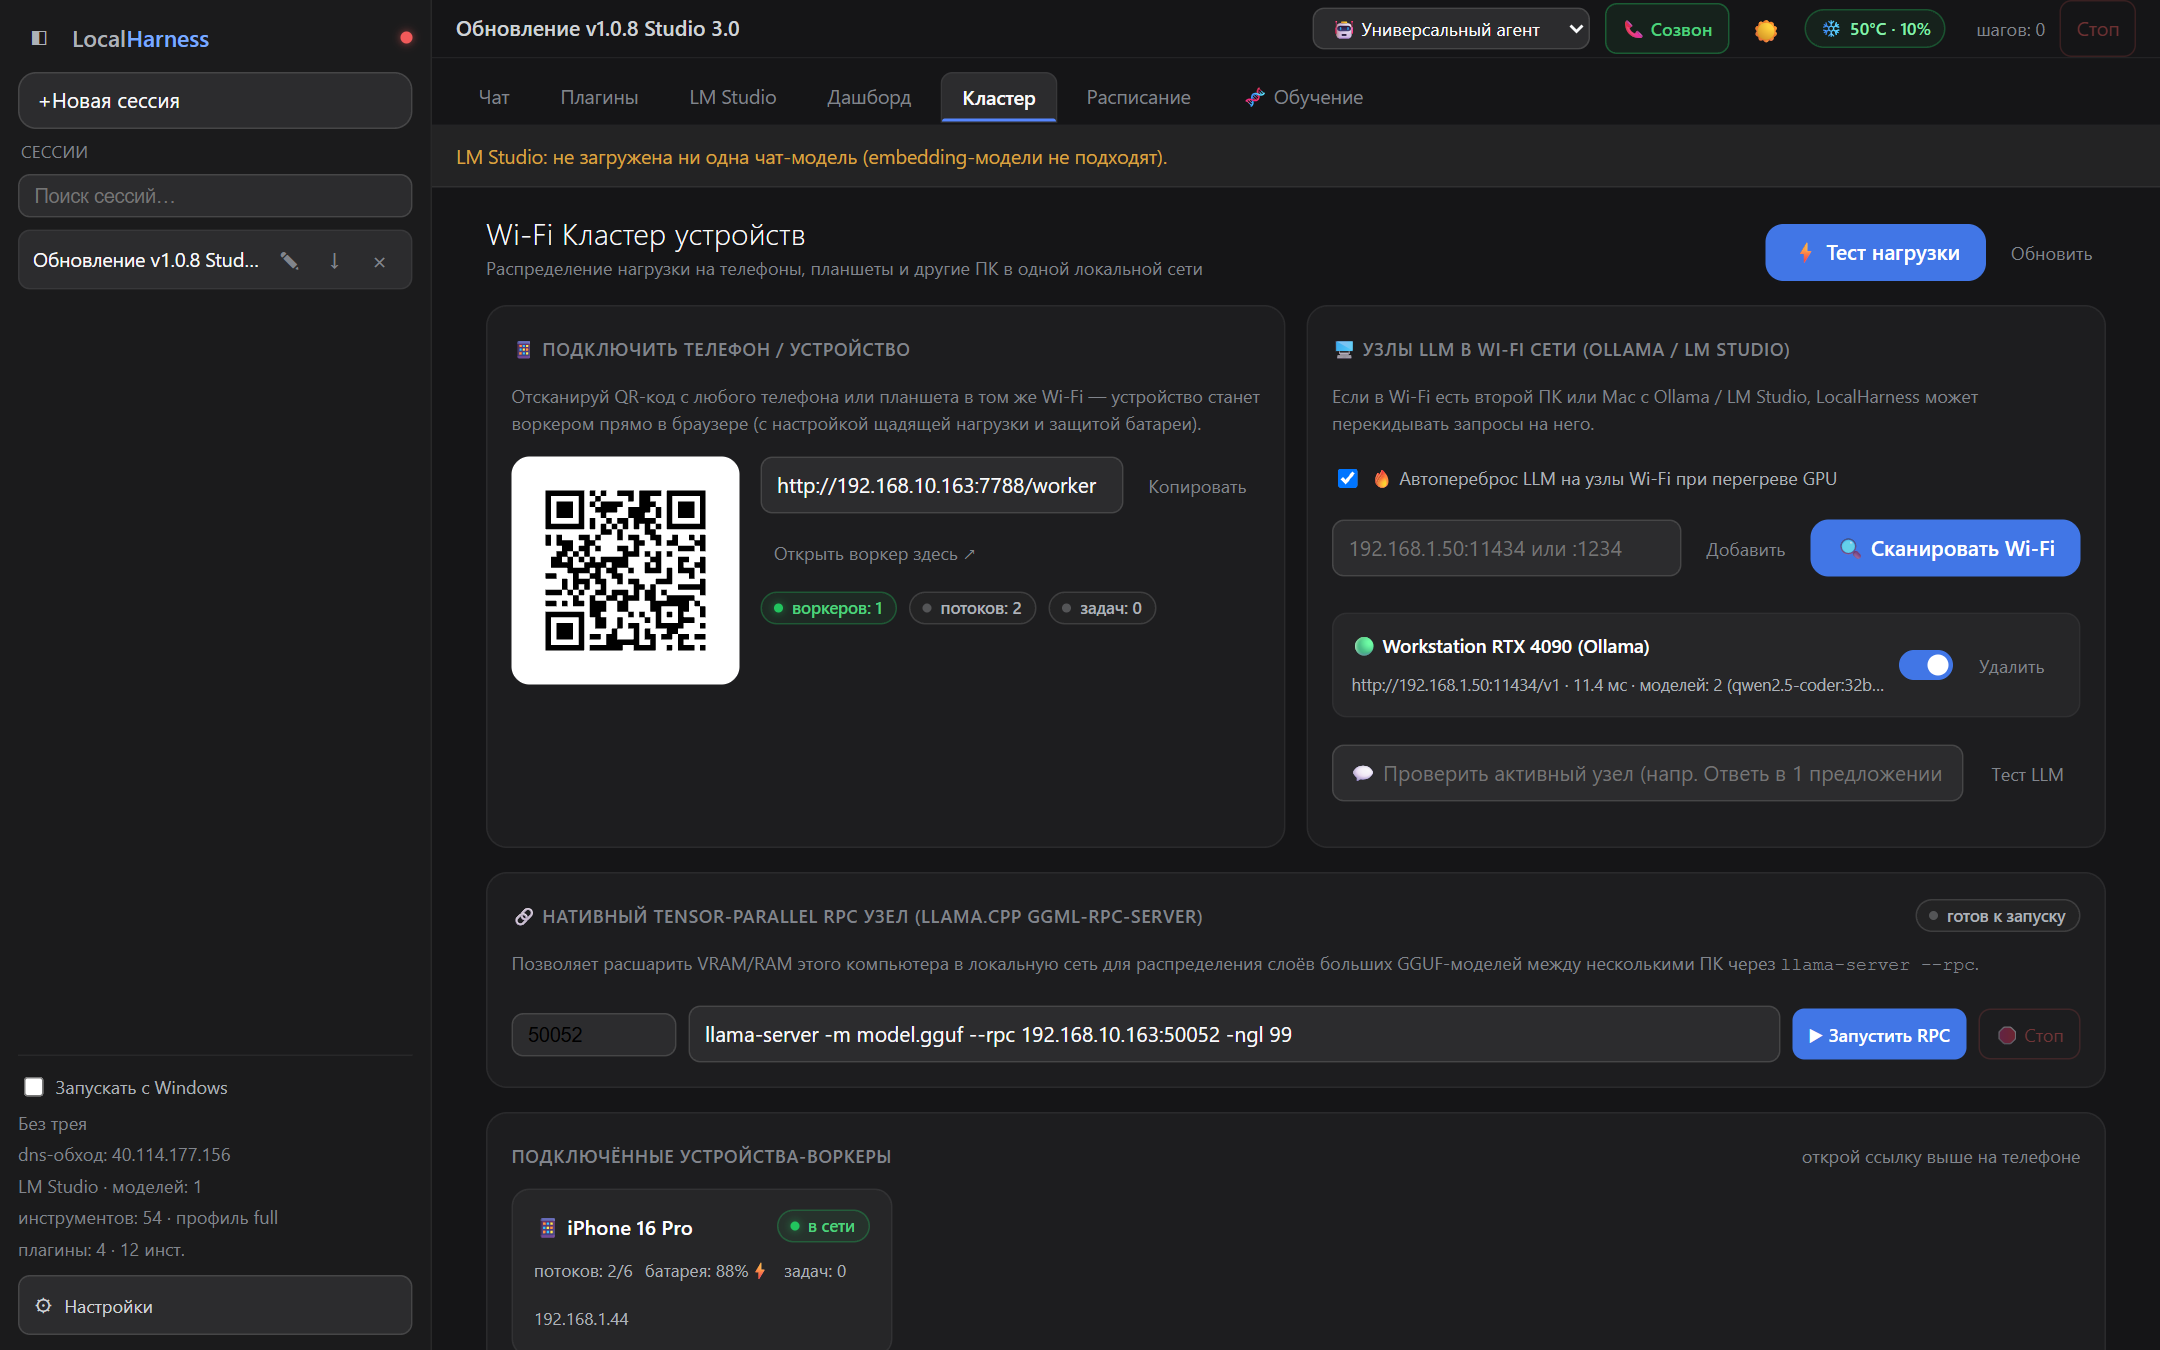 LocalHarness
+Новая сессия
СЕССИИ
Поиск сессий…
Обновление v1.0.8 Stud...
Запускать с Windows
Без трея
dns-обход: 40.114.177.156
LM Studio · моделей: 1
инструментов: 54 · профиль full
плагины: 4 · 12 инст.
Настройки
Обновление v1.0.8 Studio 3.0
Универсальный агент
Созвон
50°C · 10%
шагов: 0
Стоп
Чат
Плагины
LM Studio
Дашборд
Кластер
Расписание
Обучение
LM Studio: не загружена ни одна чат-модель (embedding-модели не подходят).
Wi-Fi Кластер устройств
Распределение нагрузки на телефоны, планшеты и другие ПК в одной локальной сети
Тест нагрузки
Обновить
ПОДКЛЮЧИТЬ ТЕЛЕФОН / УСТРОЙСТВО
Отсканируй QR-код с любого телефона или планшета в том же Wi-Fi — устройство станет
воркером прямо в браузере (с настройкой щадящей нагрузки и защитой батареи).
http://192.168.10.163:7788/worker
Копировать
Открыть воркер здесь ↗
воркеров: 1
потоков: 2
задач: 0
УЗЛЫ LLM В WI-FI СЕТИ (OLLAMA / LM STUDIO)
Если в Wi-Fi есть второй ПК или Mac с Ollama / LM Studio, LocalHarness может
перекидывать запросы на него.
Автопереброс LLM на узлы Wi-Fi при перегреве GPU
192.168.1.50:11434 или :1234
Добавить
Сканировать Wi-Fi
Workstation RTX 4090 (Ollama)
http://192.168.1.50:11434/v1 · 11.4 мс · моделей: 2 (qwen2.5-coder:32b...
Удалить
Проверить активный узел (напр. Ответь в 1 предложении
Тест LLM
НАТИВНЫЙ TENSOR-PARALLEL RPC УЗЕЛ (LLAMA.CPP GGML-RPC-SERVER)
готов к запуску
Позволяет расшарить VRAM/RAM этого компьютера в локальную сеть для распределения слоёв больших GGUF-моделей между несколькими ПК через llama-server --rpc.
50052
llama-server -m model.gguf --rpc 192.168.10.163:50052 -ngl 99
Запустить RPC
Стоп
ПОДКЛЮЧЁННЫЕ УСТРОЙСТВА-ВОРКЕРЫ
открой ссылку выше на телефоне
iPhone 16 Pro
в сети
потоков: 2/6 батарея: 88%⚡ задач: 0
192.168.1.44